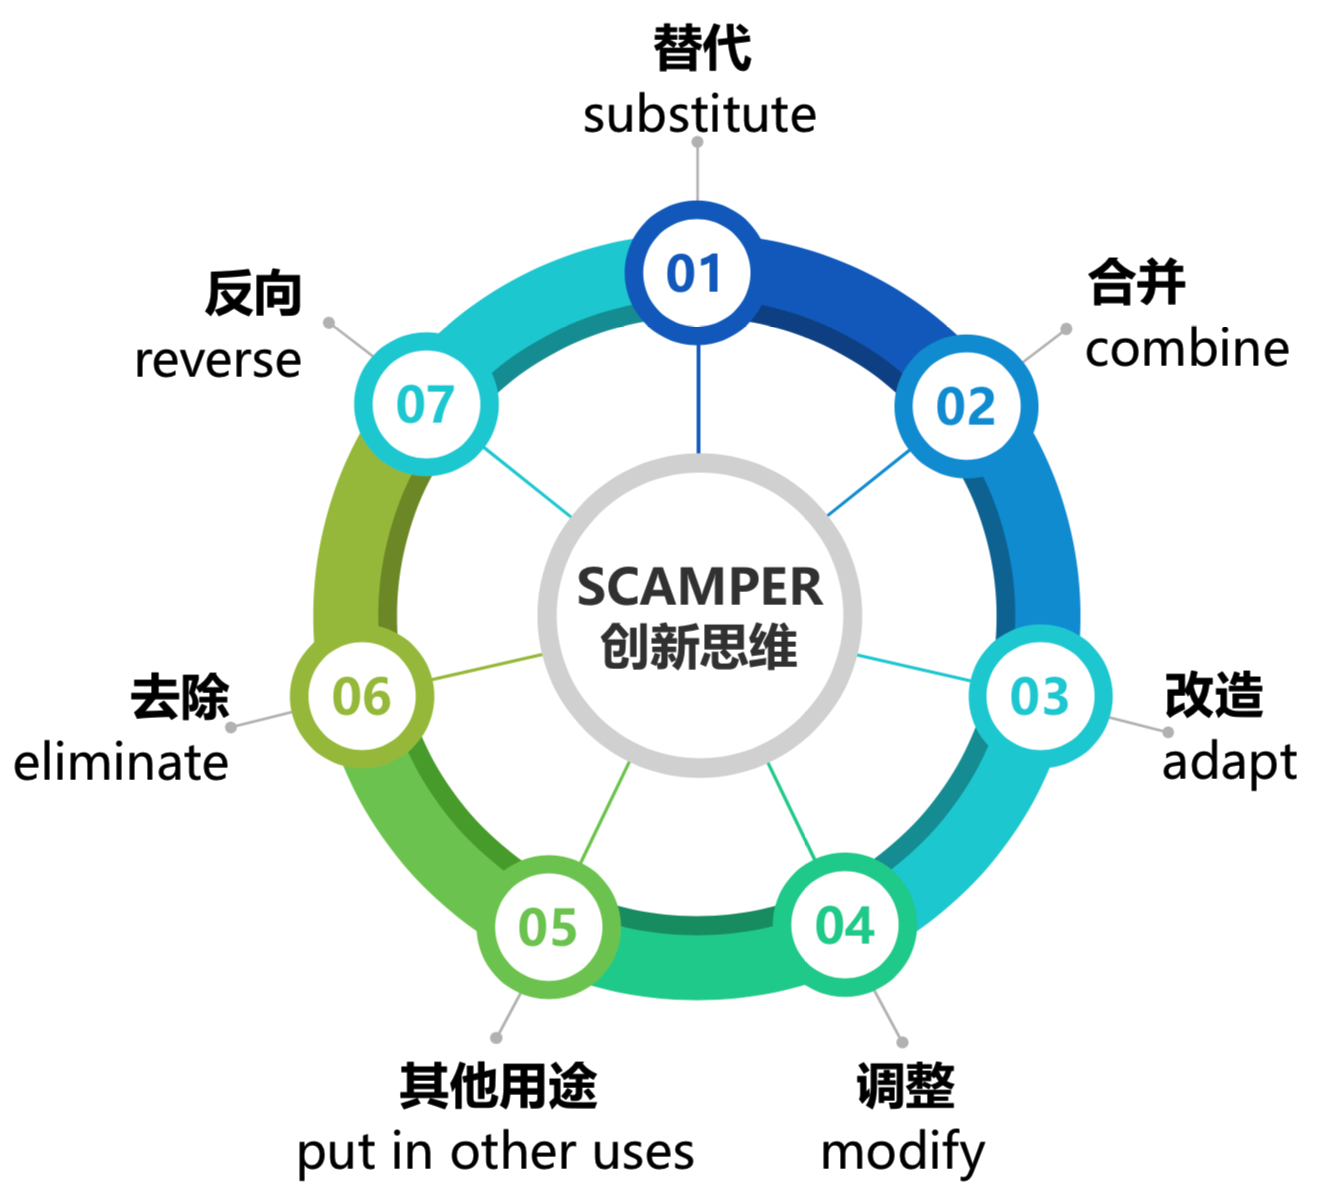 替代
substitute
01
合并
combine
02
改造
adapt
03
调整
modify
04
其他用途
put in other uses
05
去除
eliminate
06
反向
reverse
07
SCAMPER
创新思维